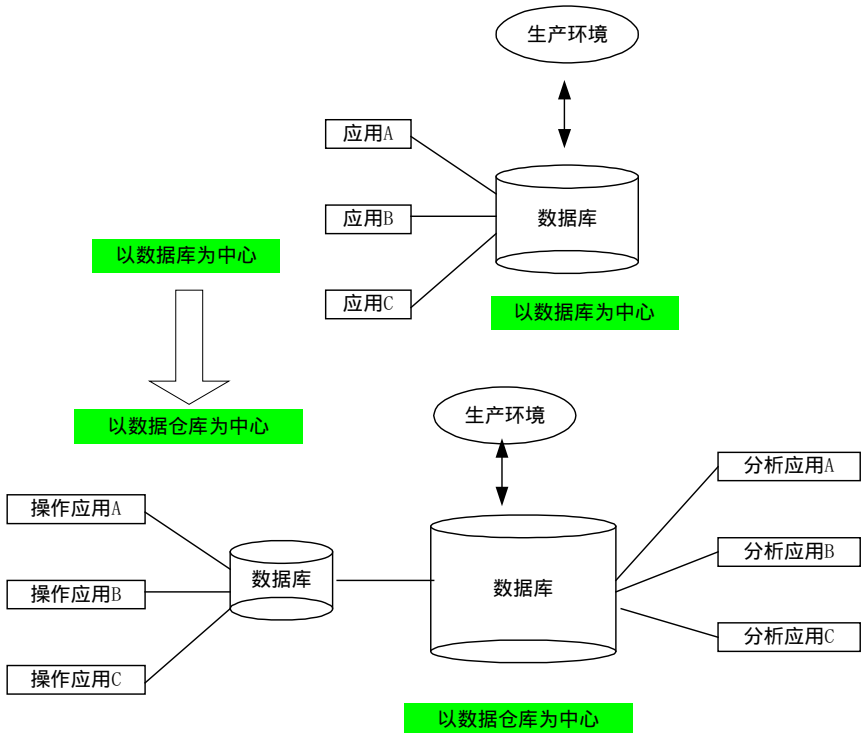 生产环境
应用A
应用B
数据库
以数据库为中心
应用C
以数据库为中心
以数据仓库为中心
生产环境
分析应用A
操作应用A
分析应用B
数据库
数据库
操作应用B
分析应用C
操作应用C
以数据仓库为中心